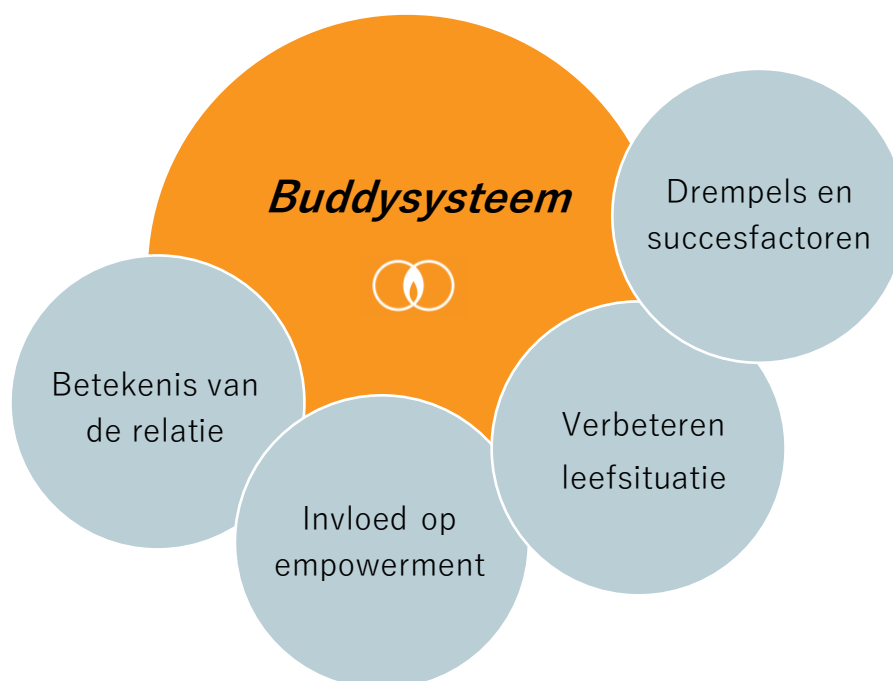 Buddysysteem
Drempels en
succesfactoren
Betekenis van
de relatie
Verbeteren
leefsituatie
Invloed op
empowerment